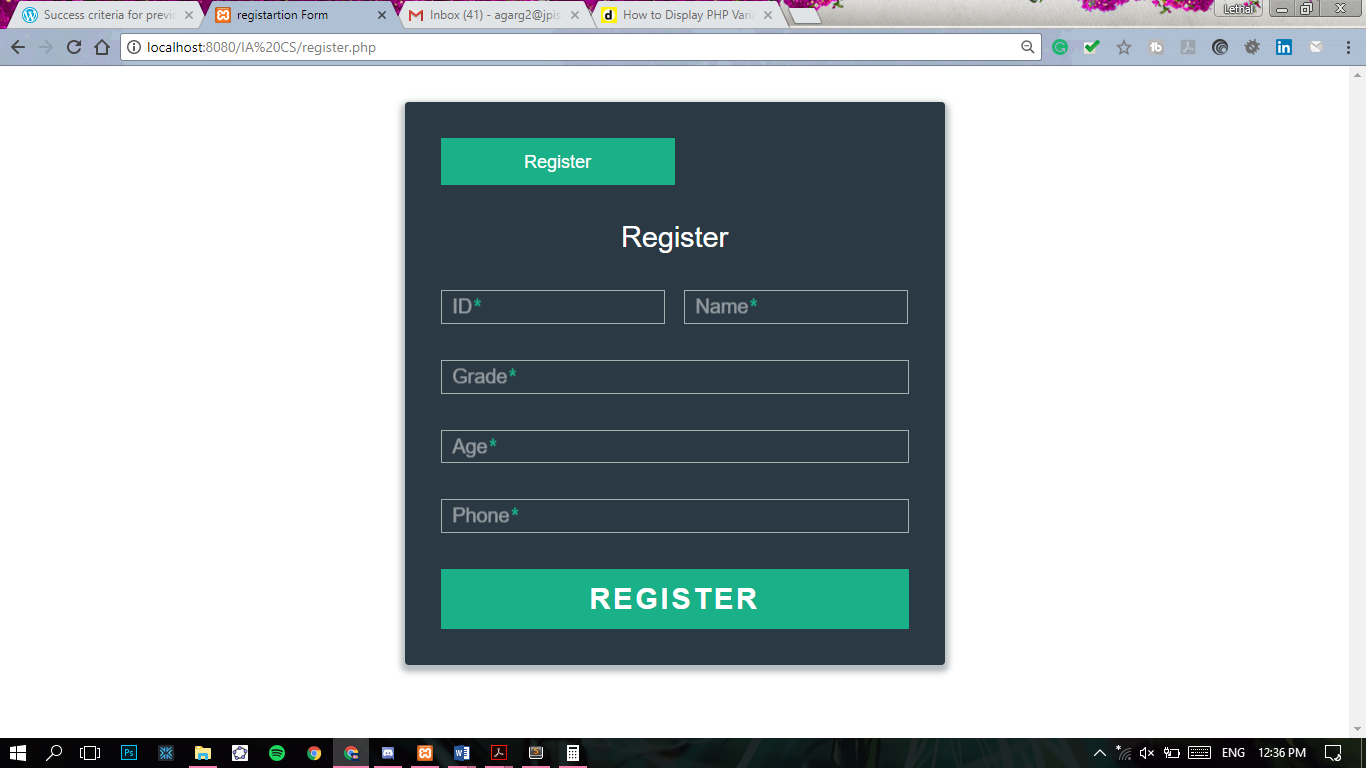 Success criteria for previ
registartion Form
Inbox (41) - agarg2@jpis
How to Display PHP Vari
Lethal
localhost:8080/IA%20CS/register.php
Register
Register
ID*
Name*
Grade*
Age*
Phone*
REGISTER
ENG
12:36 PM